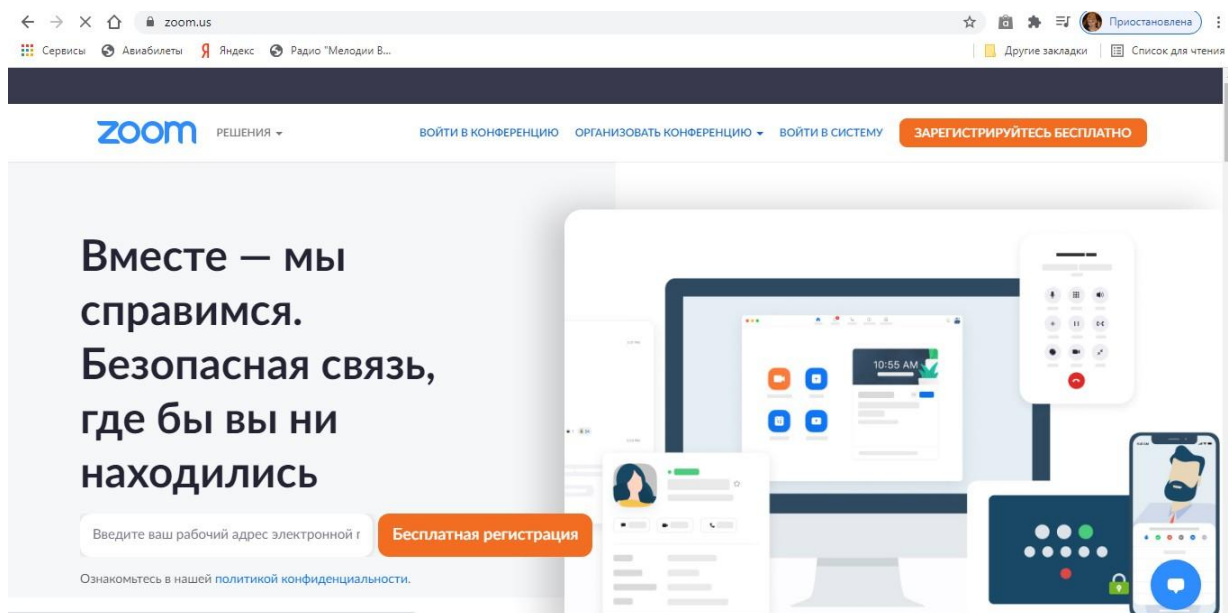 zoom.us
Приостановлена
Сервисы Авиабилеты Яндекс Радио "Мелодии В...
Другие закладки Список для чтения
zoom РЕШЕНИЯ ВОЙТИ В КОНФЕРЕНЦИЮ ОРГАНИЗОВАТЬ КОНФЕРЕНЦИЮ ВОЙТИ В СИСТЕМУ ЗАРЕГИСТРИРУЙТЕСЬ БЕСПЛАТНО
Вместе — мы
справимся.
Безопасная связь,
где бы вы ни
находились
10:55 AM
Введите ваш рабочий адрес электронной г Бесплатная регистрация
Ознакомьтесь в нашей политикой конфиденциальности.